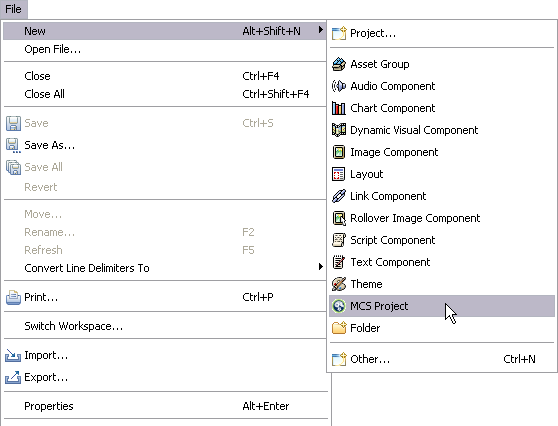 File
New Alt+Shift+N
Open File...
Close Ctrl+F4
Close All Ctrl+Shift+F4
Save Ctrl+S
Save As...
Save All
Revert
Move...
Rename... F2
Refresh F5
Convert Line Delimiters To
Print... Ctrl+P
Switch Workspace...
Import...
Export...
Properties Alt+Enter
Project...
Asset Group
Audio Component
Chart Component
Dynamic Visual Component
Image Component
Layout
Link Component
Rollover Image Component
Script Component
Text Component
Theme
MCS Project
Folder
Other... Ctrl+N